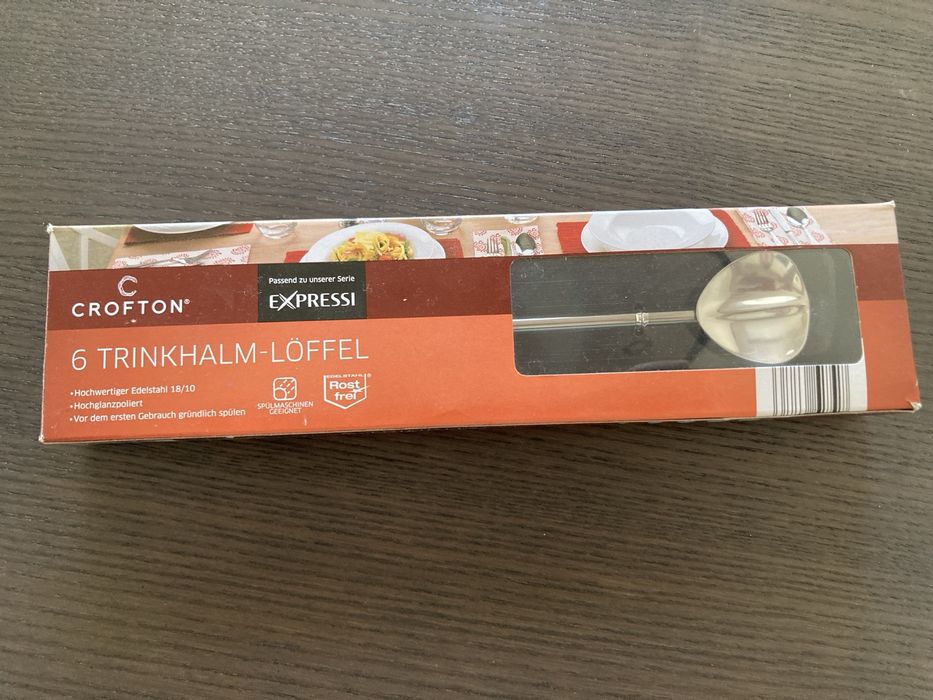 CROFTON®
Passend zu unserer Serie
EXPRESSI
6 TRINKHALM-LÖFFEL
•Hochwertiger Edelstahl 18/10
•Hochglanzpoliert
•Vor dem ersten Gebrauch gründlich spülen
SPÜLMASCHINEN
GEEIGNET
EDELSTAHL®
Rost
frei